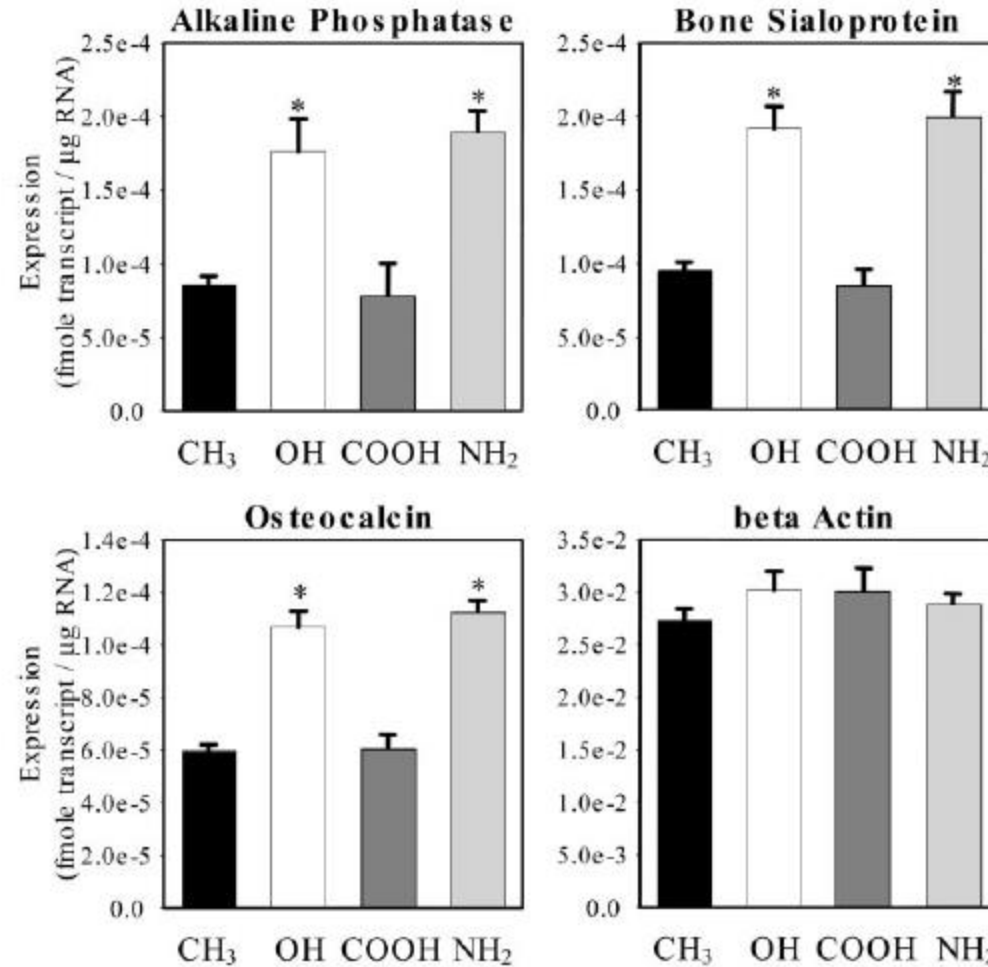 Alkaline Phosphatase
Bone Sialoprotein
Expression
(fmole transcript / µg RNA)
2.5e-4
2.0e-4
1.5e-4
1.0e-4
5.0e-5
0.0
*
*
CH₃ OH COOH NH₂
2.5e-4
2.0e-4
1.5e-4
1.0e-4
5.0e-5
0.0
*
*
CH₃ OH COOH NH₂
Osteocalcin
beta Actin
Expression
(fmole transcript / µg RNA)
1.4e-4
1.2e-4
1.0e-4
8.0e-5
6.0e-5
4.0e-5
2.0e-5
0.0
*
*
CH₃ OH COOH NH₂
3.5e-2
3.0e-2
2.5e-2
2.0e-2
1.5e-2
1.0e-2
5.0e-3
0.0
CH₃ OH COOH NH₂